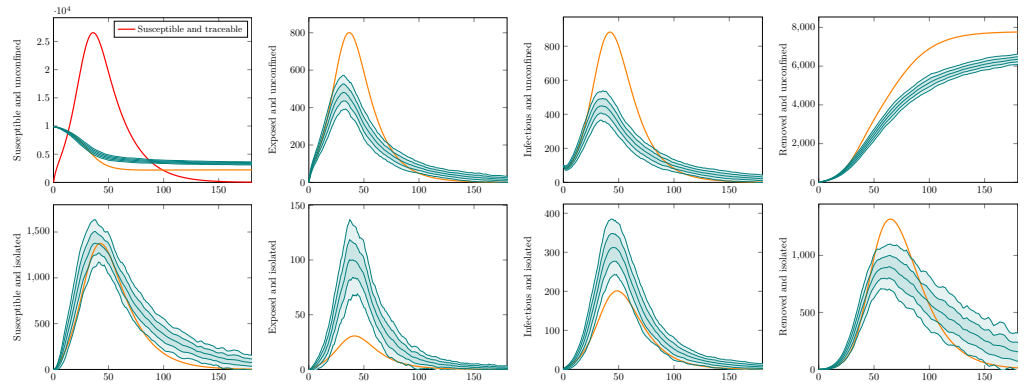 ·10⁴
Susceptible and unconfined
2.5
2
1.5
1
0.5
0
0 50 100 150
Susceptible and traceable
Exposed and unconfined
800
600
400
200
0
0 50 100 150
Infectious and unconfined
800
600
400
200
0
0 50 100 150
Removed and unconfined
8,000
6,000
4,000
2,000
0
0 50 100 150
Susceptible and isolated
1,500
1,000
500
0
0 50 100 150
Exposed and isolated
150
100
50
0
0 50 100 150
Infectious and isolated
400
300
200
100
0
0 50 100 150
Removed and isolated
1,000
500
0
0 50 100 150